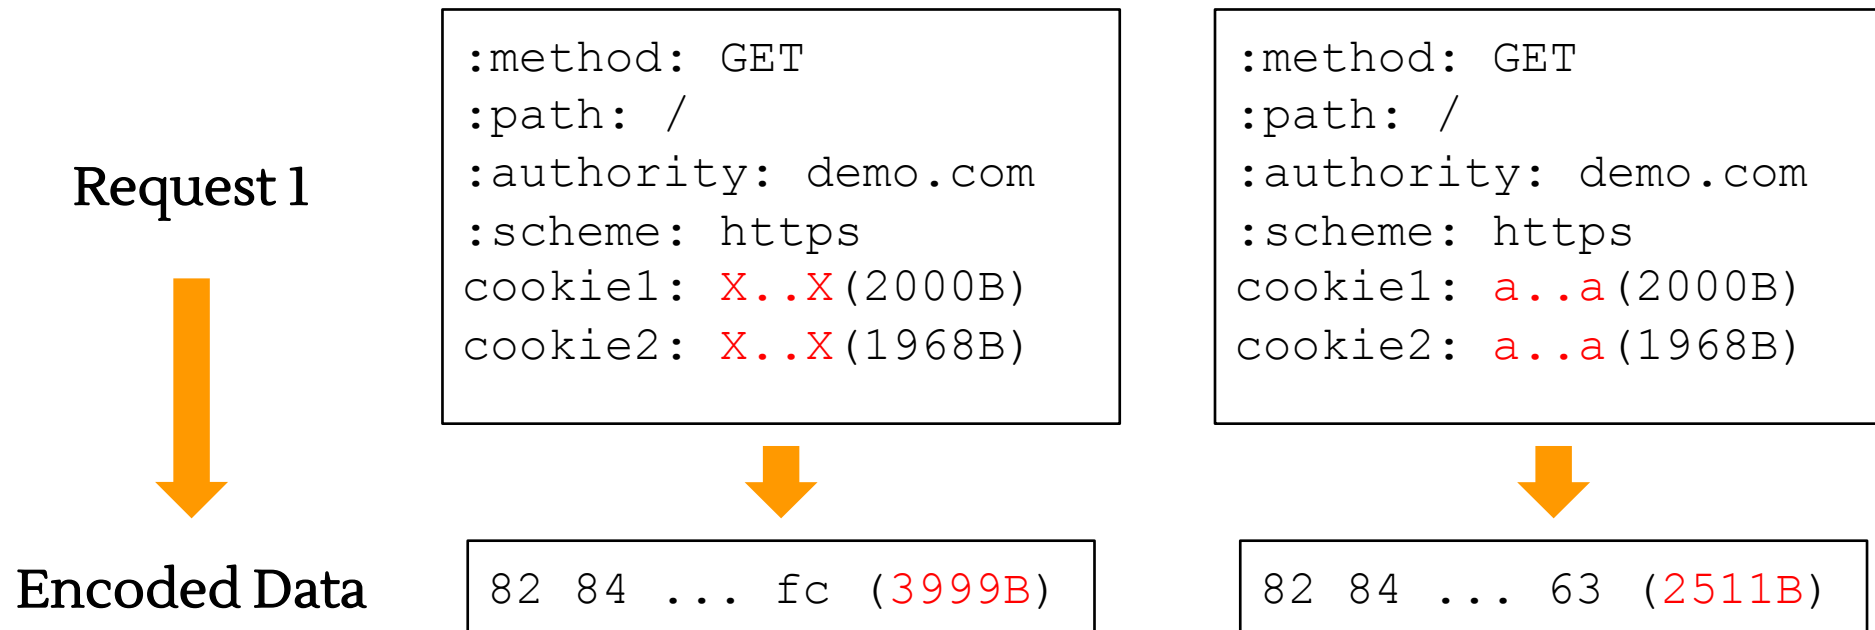 Request 1
:method: GET
:path: /
:authority: demo.com
:scheme: https
cookie1: X..X(2000B)
cookie2: X..X(1968B)
:method: GET
:path: /
:authority: demo.com
:scheme: https
cookie1: a..a(2000B)
cookie2: a..a(1968B)
Encoded Data
82 84 ... fc (3999B)
82 84 ... 63 (2511B)